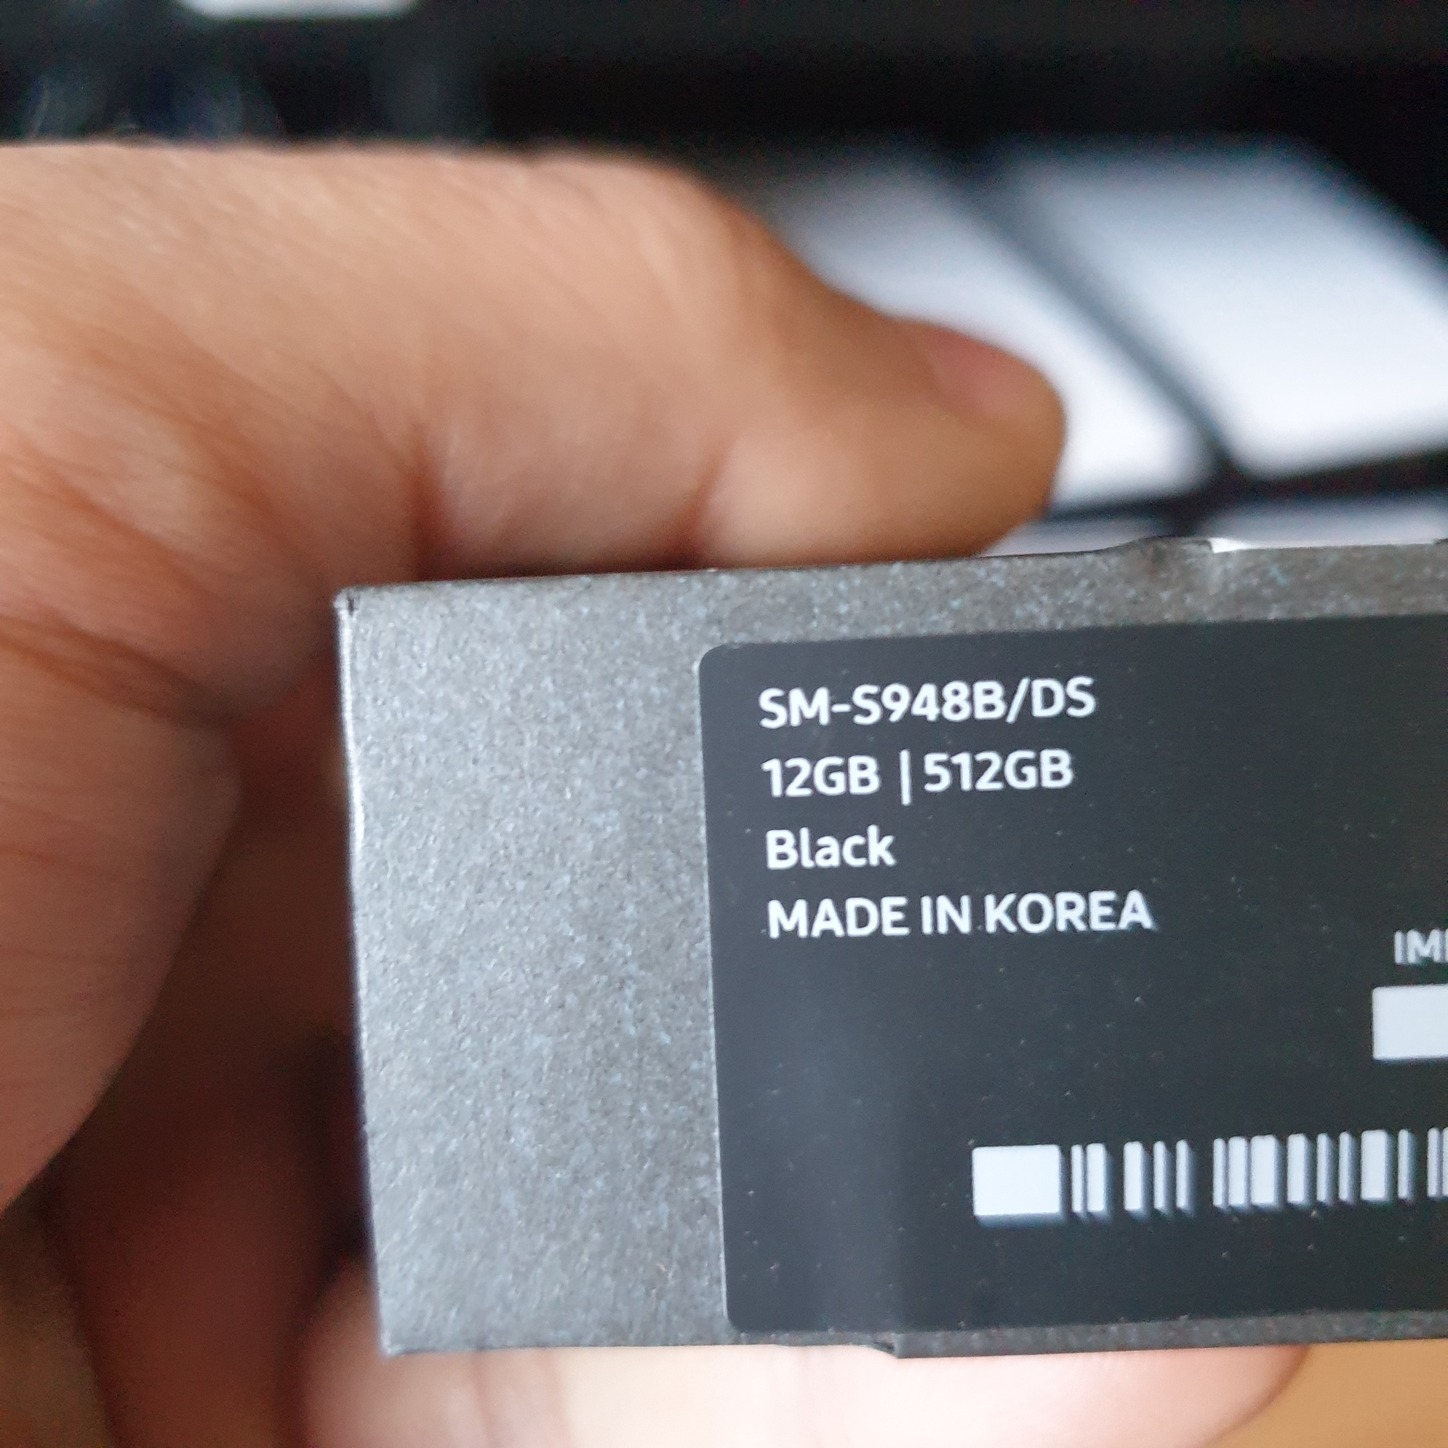 SM-S948B/DS
12GB | 512GB
Black
MADE IN KOREA